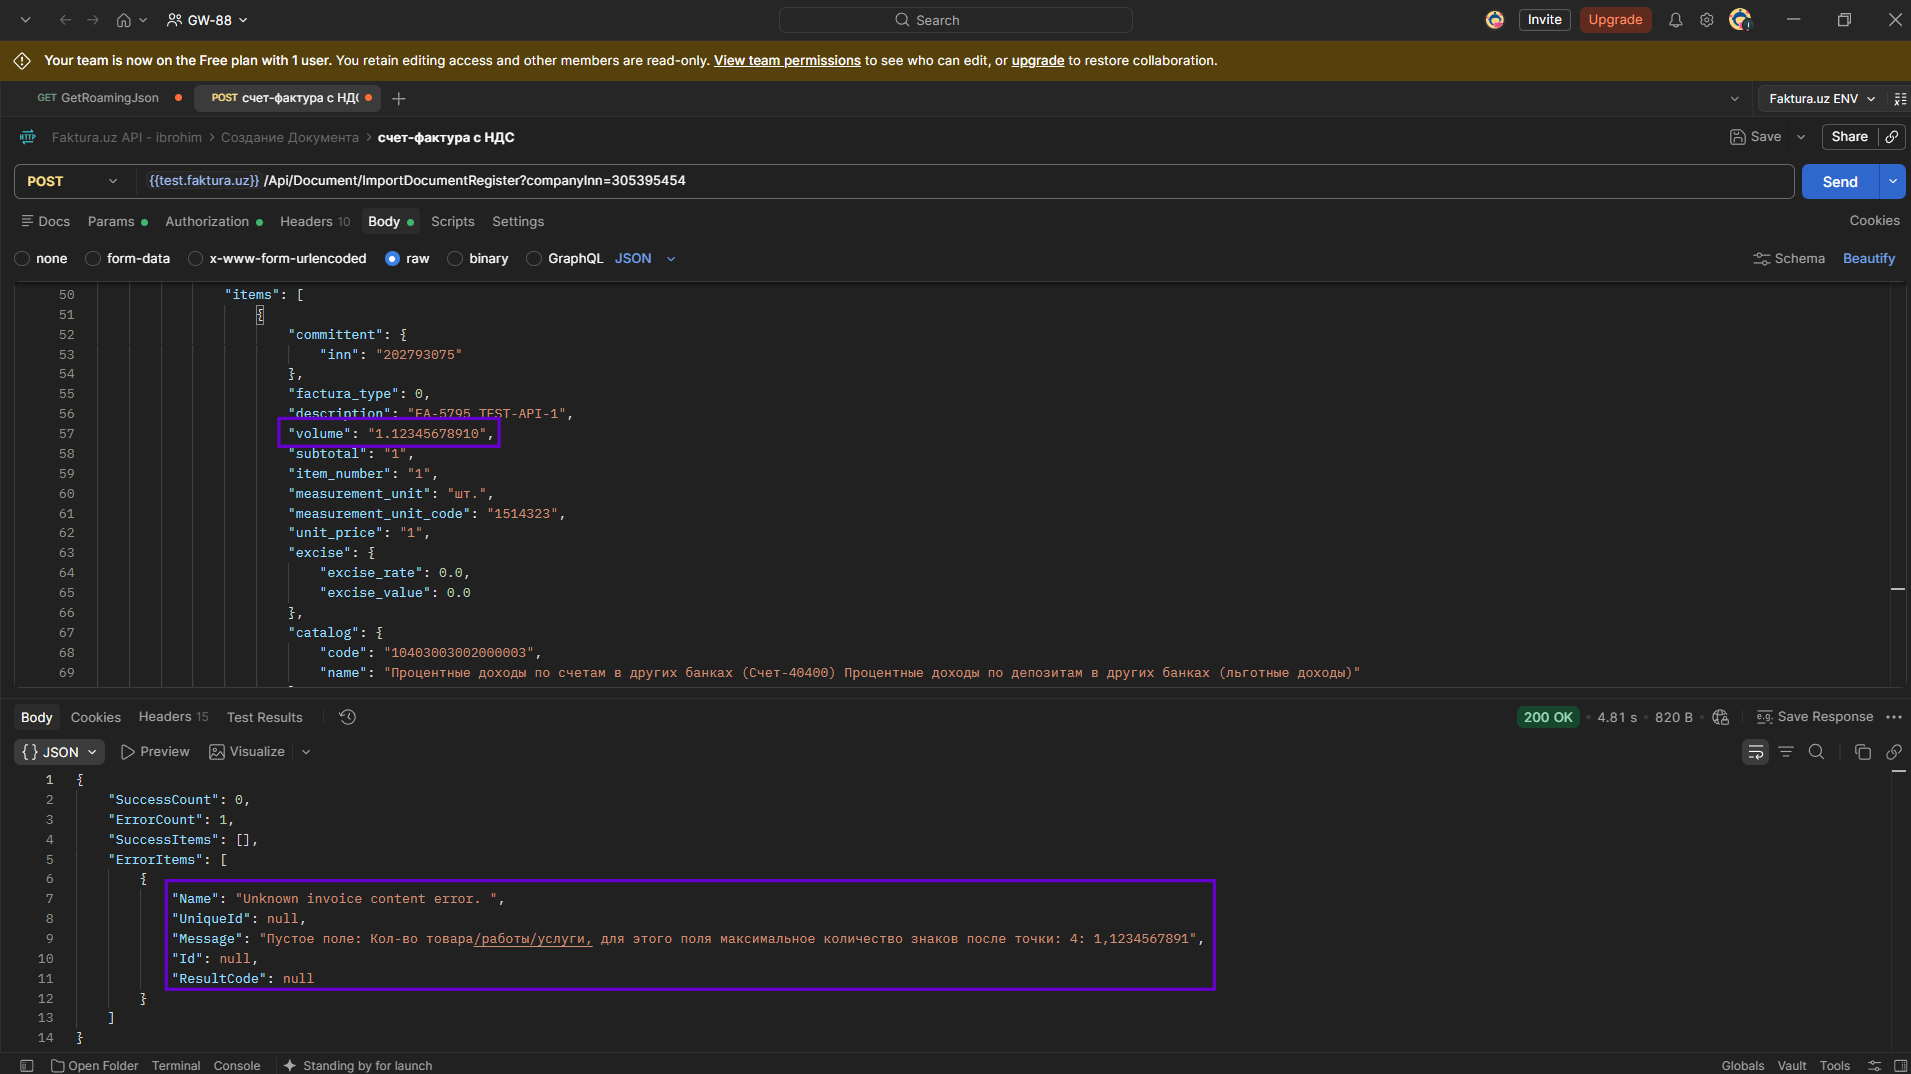 GW-88
Search
Invite
Upgrade
Your team is now on the Free plan with 1 user. You retain editing access and other members are read-only. View team permissions to see who can edit, or upgrade to restore collaboration.
GET GetRoamingJson
POST счет-фактура с НДС
Faktura.uz ENV
HTTP Faktura.uz API - ibrohim > Создание Документа > счет-фактура с НДС
Save
Share
POST
{{test.faktura.uz}} /Api/Document/ImportDocumentRegister?companyInn=305395454
Send
Docs Params Authorization Headers 10 Body Scripts Settings
Cookies
none form-data x-www-form-urlencoded raw binary GraphQL JSON
Schema Beautify
50 "items": [
51 {
52 "committent": {
53 "inn": "202793075"
54 },
55 "factura_type": 0,
56 "description": "FA-5795 TEST-API-1",
57 "volume": "1.12345678910",
58 "subtotal": "1",
59 "item_number": "1",
60 "measurement_unit": "шт.",
61 "measurement_unit_code": "1514323",
62 "unit_price": "1",
63 "excise": {
64 "excise_rate": 0.0,
65 "excise_value": 0.0
66 },
67 "catalog": {
68 "code": "10403003002000003",
69 "name": "Процентные доходы по счетам в других банках (Счет-40400) Процентные доходы по депозитам в других банках (льготные доходы)"
Body Cookies Headers 15 Test Results
200 OK • 4.81 s • 820 B
e.g. Save Response
{} JSON Preview Visualize
1 {
2 "SuccessCount": 0,
3 "ErrorCount": 1,
4 "SuccessItems": [],
5 "ErrorItems": [
6 {
7 "Name": "Unknown invoice content error. ",
8 "UniqueId": null,
9 "Message": "Пустое поле: Кол-во товара/работы/услуги, для этого поля максимальное количество знаков после точки: 4: 1,1234567891",
10 "Id": null,
11 "ResultCode": null
12 }
13 ]
14 }
Open Folder Terminal Console Standing by for launch
Globals Vault Tools